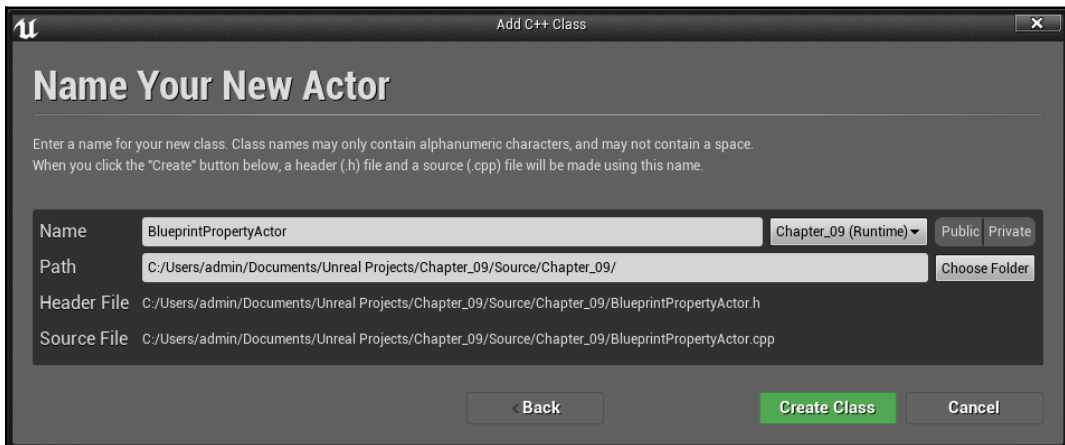 Add C++ Class
Name Your New Actor
Enter a name for your new class. Class names may only contain alphanumeric characters, and may not contain a space.
When you click the "Create" button below, a header (.h) file and a source (.cpp) file will be made using this name.
Name BlueprintPropertyActor Chapter_09 (Runtime) Public Private
Path C:/Users/admin/Documents/Unreal Projects/Chapter_09/Source/Chapter_09/ Choose Folder
Header File C:/Users/admin/Documents/Unreal Projects/Chapter_09/Source/Chapter_09/BlueprintPropertyActor.h
Source File C:/Users/admin/Documents/Unreal Projects/Chapter_09/Source/Chapter_09/BlueprintPropertyActor.cpp
Back Create Class Cancel